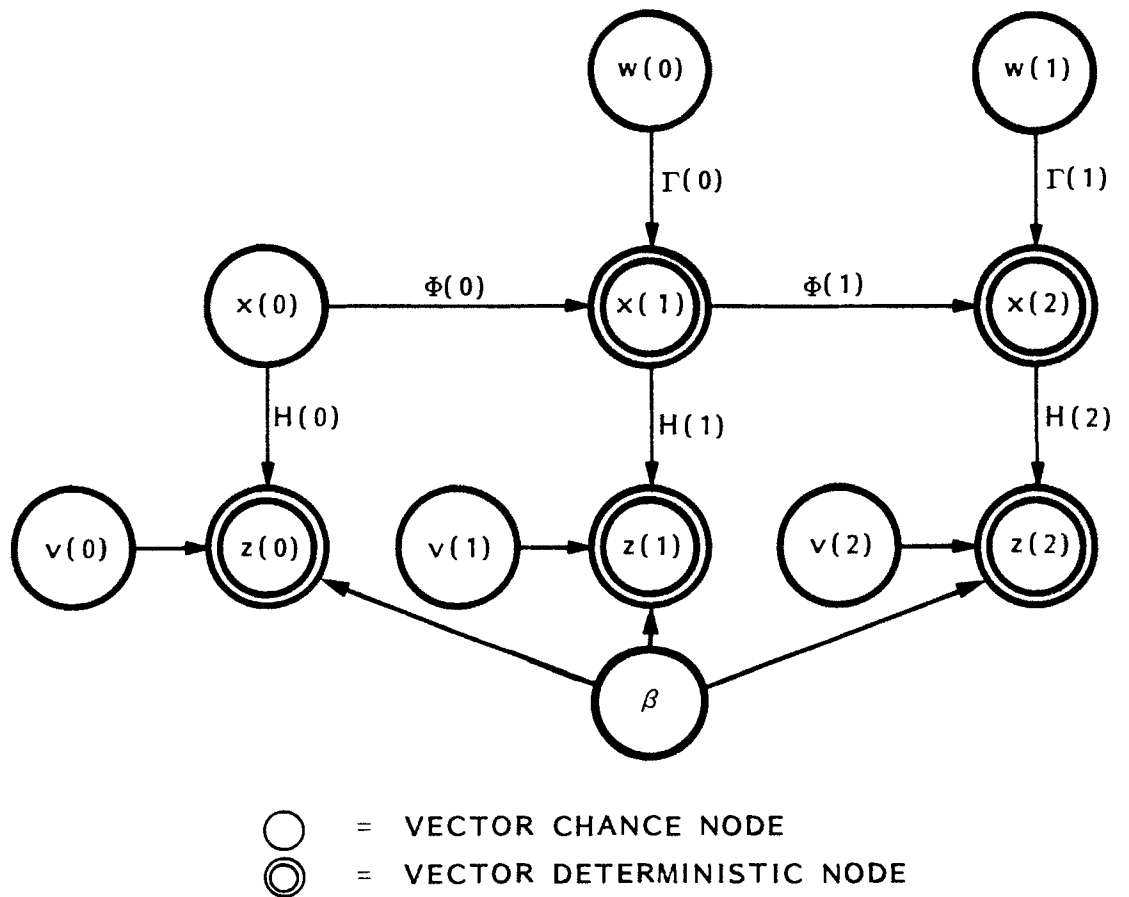 w(0)
w(1)
Γ(0)
Γ(1)
x(0)
Φ(0)
x(1)
Φ(1)
x(2)
H(0)
H(1)
H(2)
v(0)
z(0)
v(1)
z(1)
v(2)
z(2)
β
= VECTOR CHANCE NODE
= VECTOR DETERMINISTIC NODE